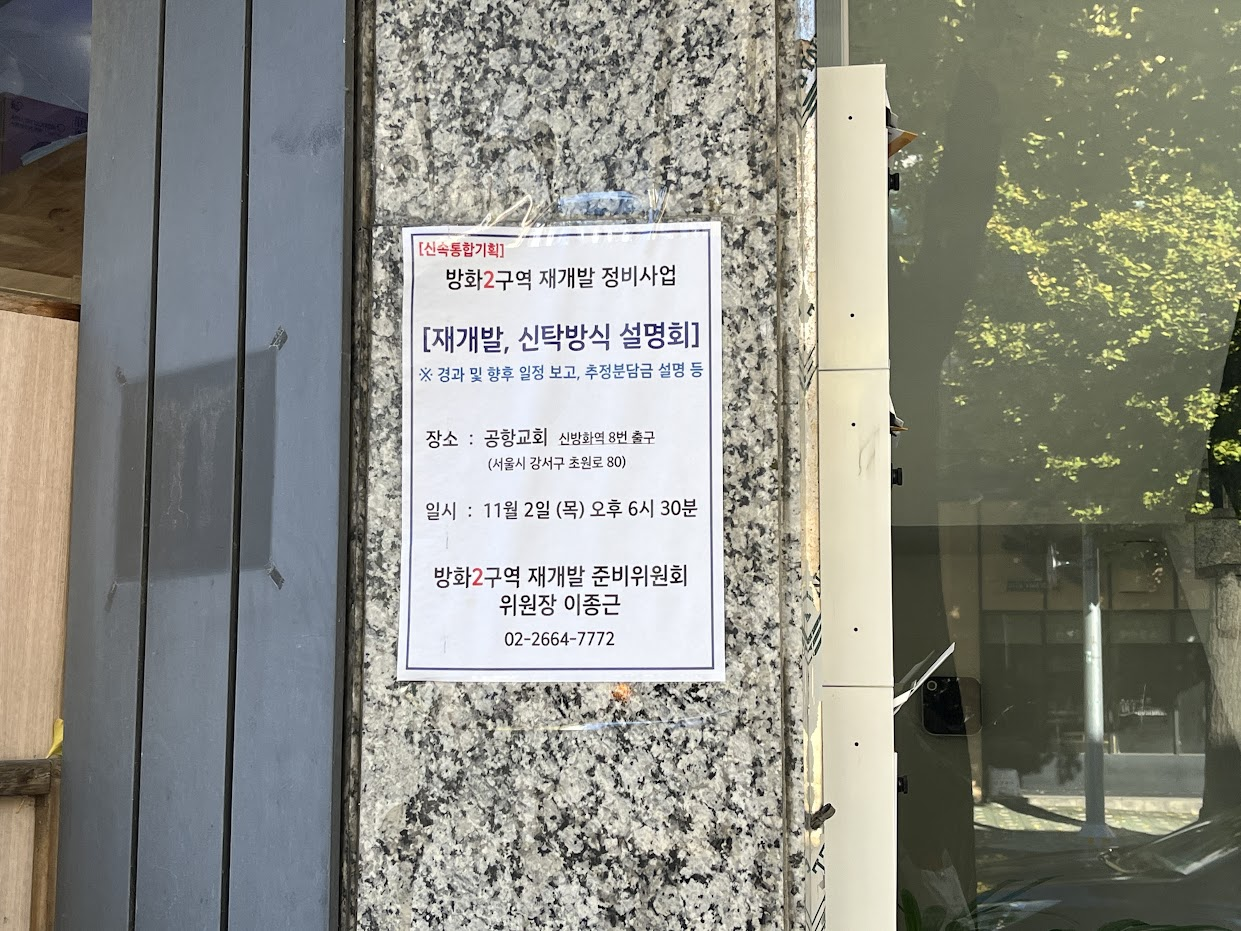 [신속통합기획]
방화2구역 재개발 정비사업
[재개발, 신탁방식 설명회]
※ 경과 및 향후 일정 보고, 추정분담금 설명 등
장소 : 공항교회 신방화역 8번 출구
(서울시 강서구 초원로 80)
일시 : 11월 2일 (목) 오후 6시 30분
방화2구역 재개발 준비위원회
위원장 이종근
02-2664-7772